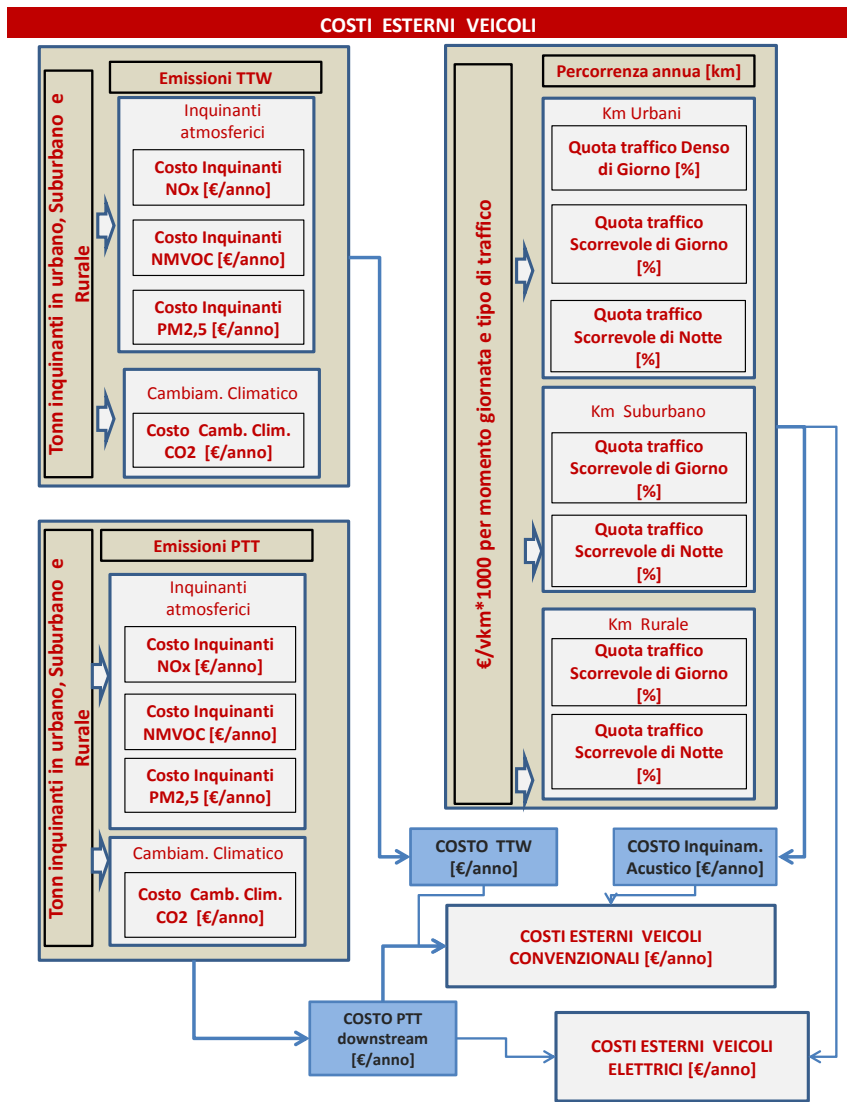 COSTI ESTERNI VEICOLI
Tonn inquinanti in urbano, Suburbano e
Rurale
Emissioni TTW
Inquinanti
atmosferici
Costo Inquinanti
NOx [€/anno]
Costo Inquinanti
NMVOC [€/anno]
Costo Inquinanti
PM2,5 [€/anno]
Cambiam. Climatico
Costo Camb. Clim.
CO2 [€/anno]
Tonn inquinanti in urbano, Suburbano e
Rurale
Emissioni PTT
Inquinanti
atmosferici
Costo Inquinanti
NOx [€/anno]
Costo Inquinanti
NMVOC [€/anno]
Costo Inquinanti
PM2,5 [€/anno]
Cambiam. Climatico
Costo Camb. Clim.
CO2 [€/anno]
€/vkm*1000 per momento giornata e tipo di traffico
Percorrenza annua [km]
Km Urbani
Quota traffico Denso
di Giorno [%]
Quota traffico
Scorrevole di Giorno
[%]
Quota traffico
Scorrevole di Notte
[%]
Km Suburbano
Quota traffico
Scorrevole di Giorno
[%]
Quota traffico
Scorrevole di Notte
[%]
Km Rurale
Quota traffico
Scorrevole di Giorno
[%]
Quota traffico
Scorrevole di Notte
[%]
COSTO TTW
[€/anno]
COSTO Inquinam.
Acustico [€/anno]
COSTI ESTERNI VEICOLI
CONVENZIONALI [€/anno]
COSTO PTT
downstream
[€/anno]
COSTI ESTERNI VEICOLI
ELETTRICI [€/anno]